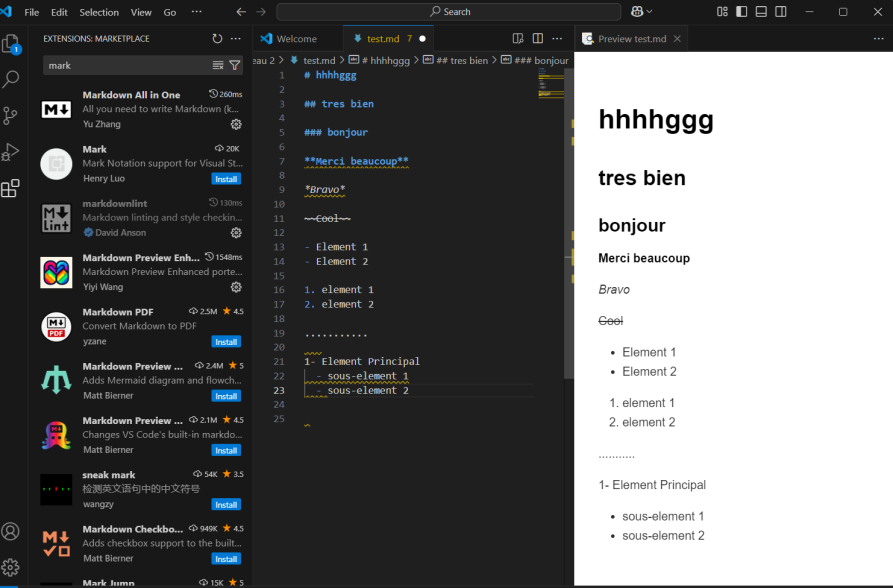 File Edit Selection View Go ··· Search
EXTENSIONS: MARKETPLACE ···
mark
Markdown All in One 260ms
All you need to write Markdown (k...
Yu Zhang
Mark 20K
Mark Notation support for Visual St...
Henry Luo Install
markdownlint 130ms
Markdown linting and style checkin...
David Anson
Markdown Preview Enh... 1548ms
Markdown Preview Enhanced porte...
Yiyi Wang
Markdown PDF 2.5M 4.5
Convert Markdown to PDF
yzane Install
Markdown Preview ... 2.4M 5
Adds Mermaid diagram and flowch...
Matt Bierner Install
Markdown Preview ... 2.1M 4.5
Changes VS Code's built-in markdo...
Matt Bierner Install
sneak mark 54K 3.5
检测英文语句中的中文符号
wangzy Install
Markdown Checkbo... 949K 4.5
Adds checkbox support to the built...
Matt Bierner Install
Mark Jump 15K 5
1
M↓
M↓
lint
M↓
PDF
M↓
Welcome test.md 7 ● ···
eau 2 > test.md > # hhhhggg > ## tres bien > ### bonjour
1 # hhhhggg
2
3 ## tres bien
4
5 ### bonjour
6
7 **Merci beaucoup**
8
9 *Bravo*
10
11 ~~Cool~~
12
13 - Element 1
14 - Element 2
15
16 1. element 1
17 2. element 2
18
19 ...........
20
21 1- Element Principal
22 - sous-element 1
23 - sous-element 2
24
25
Preview test.md ···
hhhhggg
tres bien
bonjour
Merci beaucoup
Bravo
Cool
• Element 1
• Element 2
1. element 1
2. element 2
...........
1- Element Principal
• sous-element 1
• sous-element 2